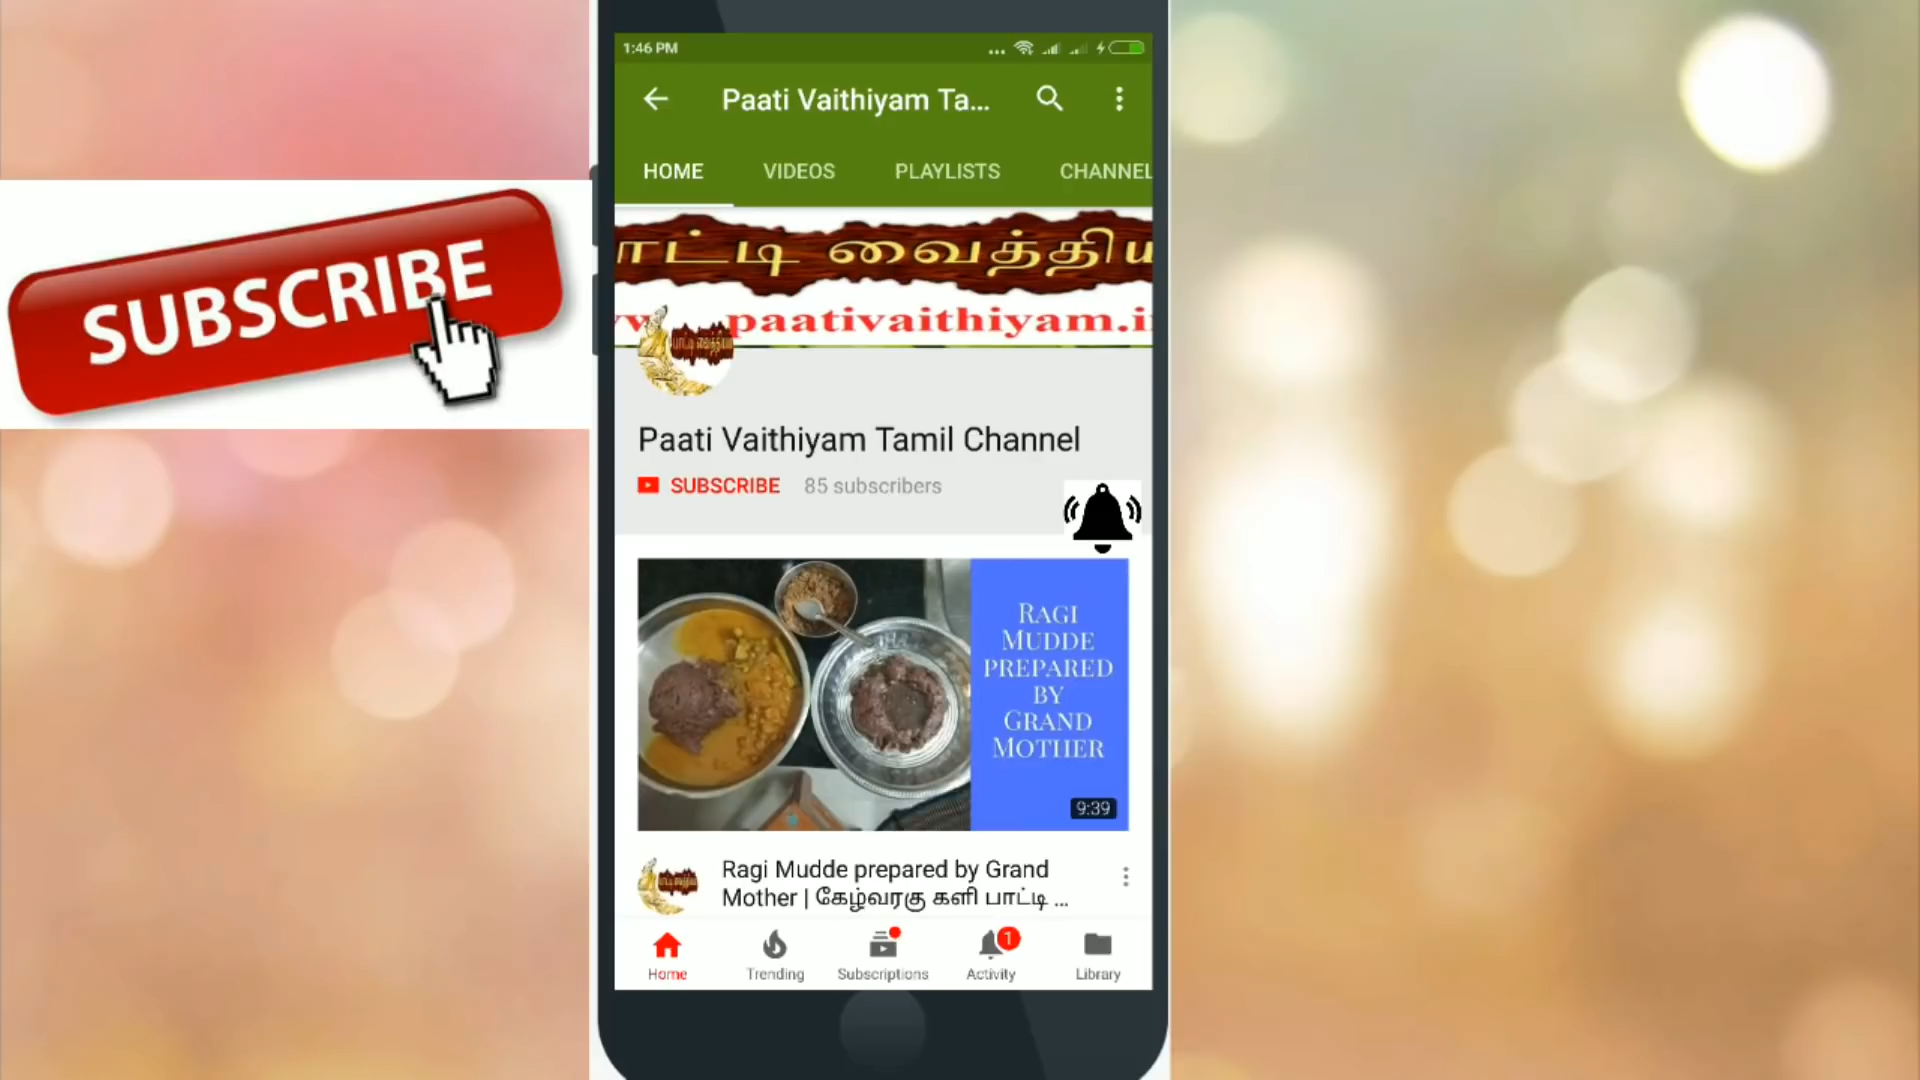 1:46 PM
Paati Vaithiyam Ta...
HOME VIDEOS PLAYLISTS CHANNEL
SUBSCRIBE
ாட்டி வைத்திய
paativaithiyam.i
பாட்டி வைத்திய
Paati Vaithiyam Tamil Channel
SUBSCRIBE 85 subscribers
RAGI
MUDDE
PREPARED
BY
GRAND
MOTHER
9:39
Ragi Mudde prepared by Grand
Mother | கேழ்வரகு களி பாட்டி ...
1
Home Trending Subscriptions Activity Library